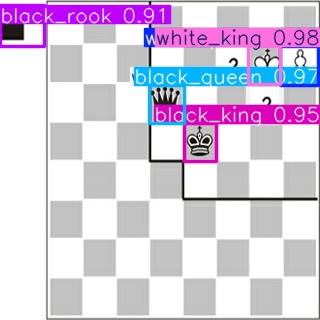 black_rook 0.91
white_king 0.98
black_queen 0.97
?
black_king 0.95